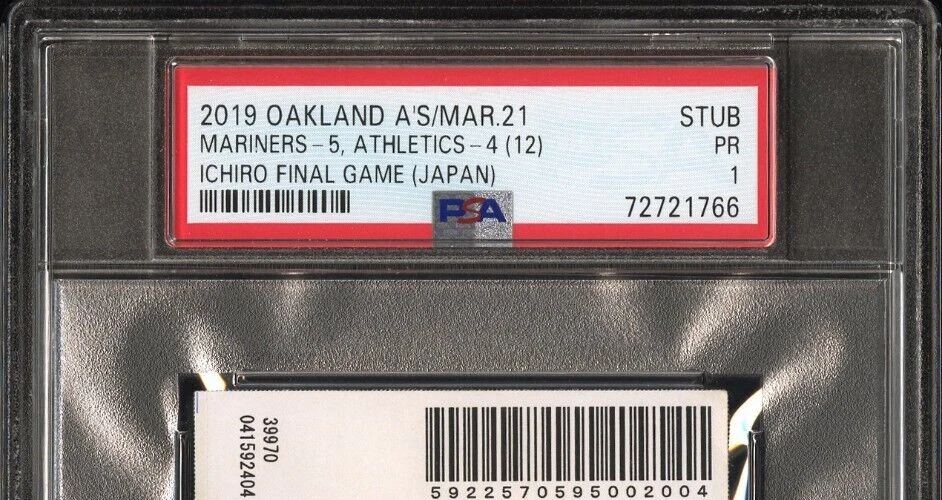 2019 OAKLAND A'S/MAR.21 STUB
MARINERS - 5, ATHLETICS - 4 (12) PR
ICHIRO FINAL GAME (JAPAN) 1
PSA 72721766
39970
041592404
5922570595002004